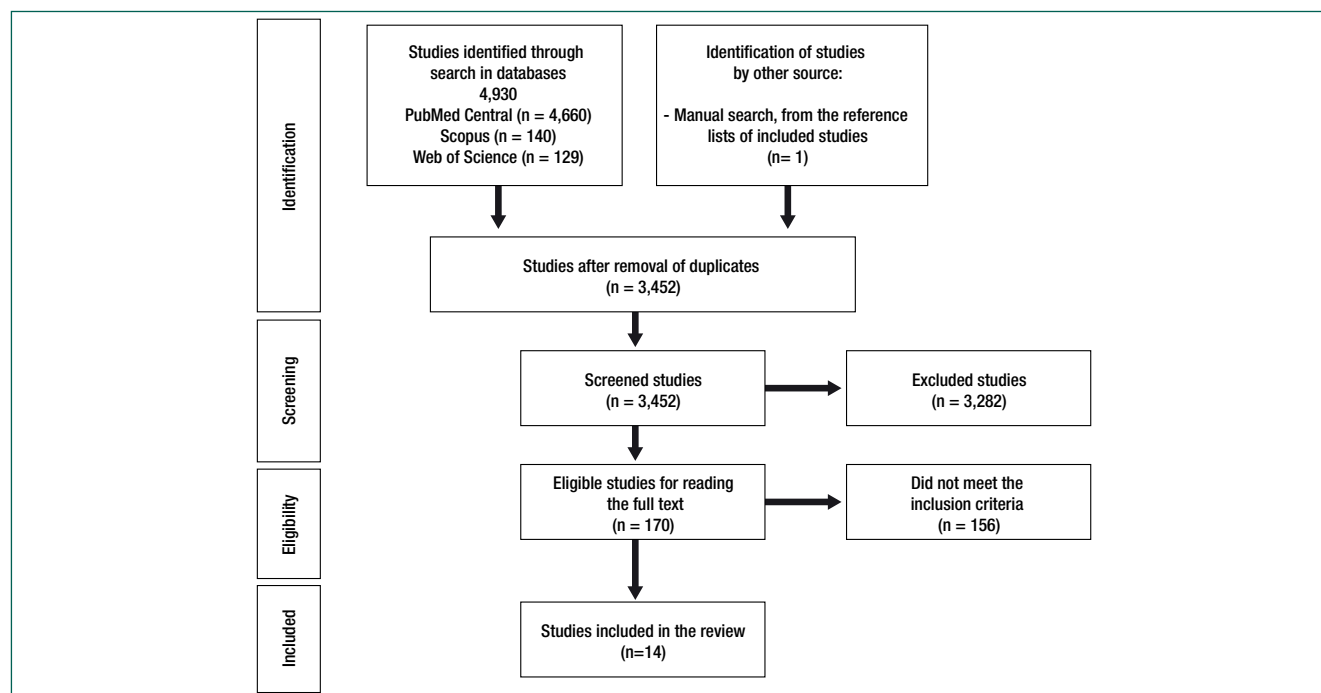 Identification
Studies identified through
search in databases
4,930
PubMed Central (n = 4,660)
Scopus (n = 140)
Web of Science (n = 129)
Identification of studies
by other source:
- Manual search, from the reference
lists of included studies
(n= 1)
Studies after removal of duplicates
(n = 3,452)
Screening
Screened studies
(n = 3,452)
Excluded studies
(n = 3,282)
Eligibility
Eligible studies for reading
the full text
(n = 170)
Did not meet the
inclusion criteria
(n = 156)
Included
Studies included in the review
(n=14)